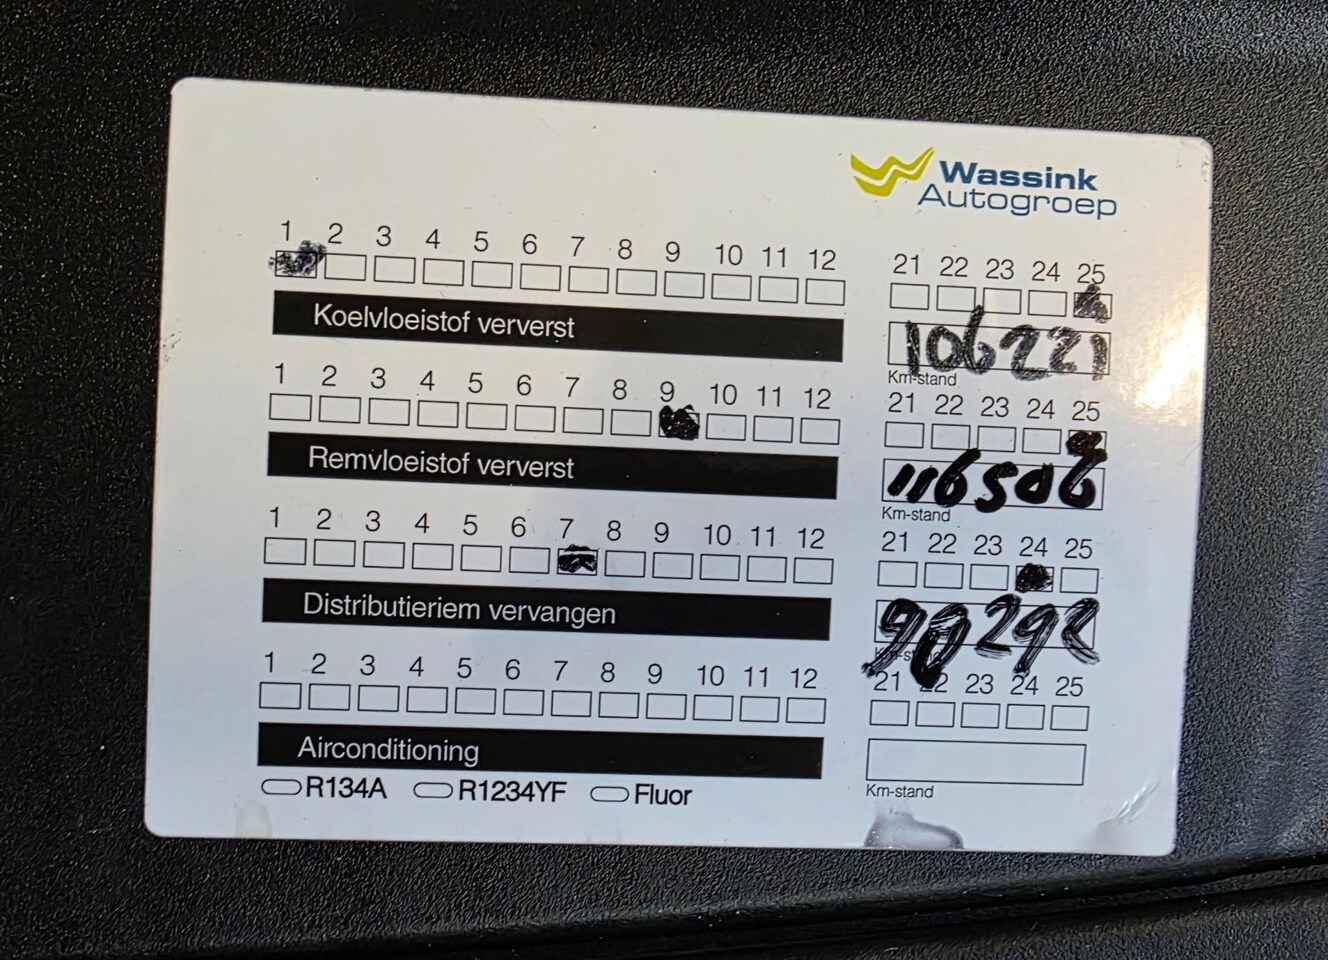 Wassink
Autogroep
1 2 3 4 5 6 7 8 9 10 11 12 21 22 23 24 25
Koelvloeistof ververst 106221
Km-stand
1 2 3 4 5 6 7 8 9 10 11 12 21 22 23 24 25
Remvloeistof ververst 116508
Km-stand
1 2 3 4 5 6 7 8 9 10 11 12 21 22 23 24 25
Distributieriem vervangen 90292
Km-stand
1 2 3 4 5 6 7 8 9 10 11 12 21 22 23 24 25
Airconditioning
R134A R1234YF Fluor Km-stand